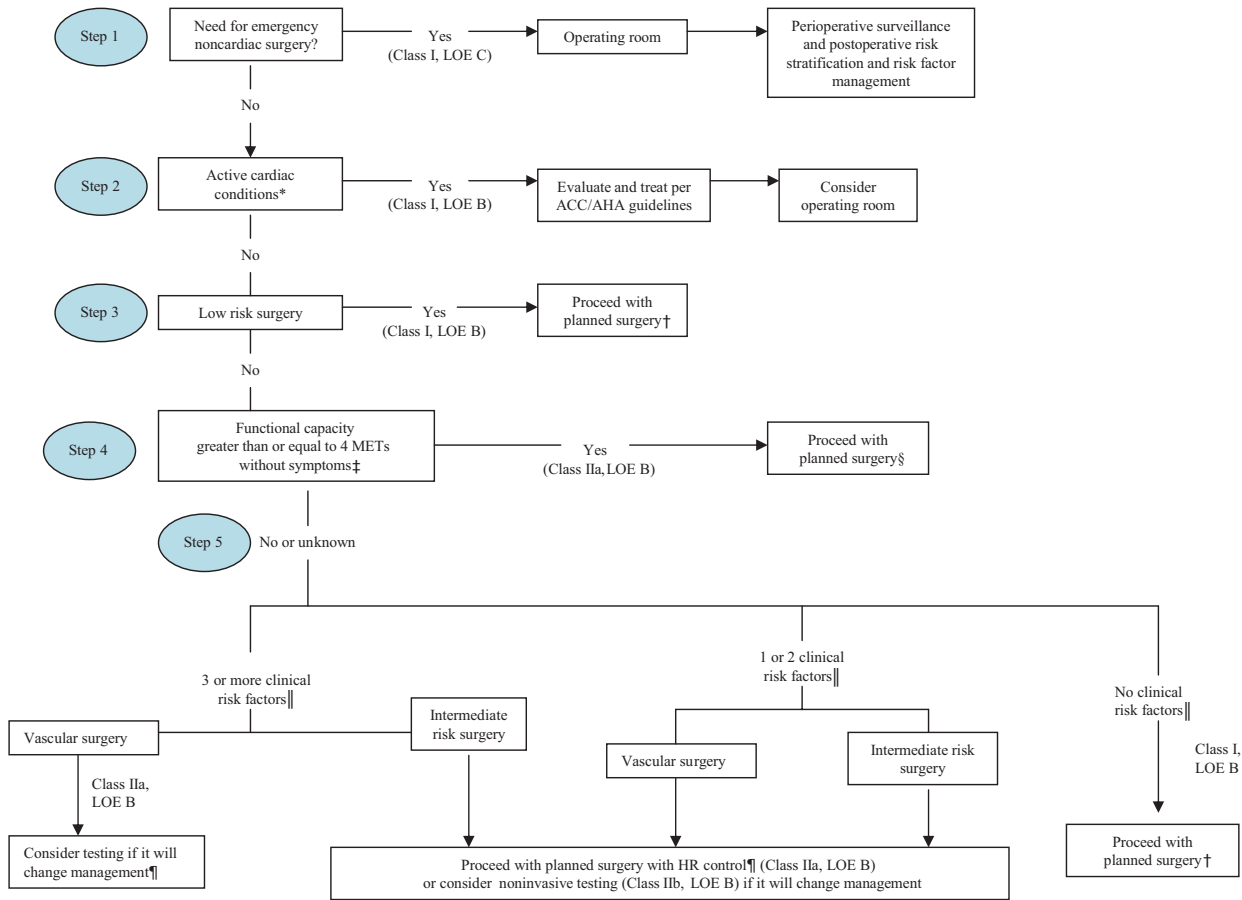 Step 1
Need for emergency
noncardiac surgery?
Yes
(Class I, LOE C)
Operating room
Perioperative surveillance
and postoperative risk
stratification and risk factor
management
No
Step 2
Active cardiac
conditions*
Yes
(Class I, LOE B)
Evaluate and treat per
ACC/AHA guidelines
Consider
operating room
No
Step 3
Low risk surgery
Yes
(Class I, LOE B)
Proceed with
planned surgery†
No
Step 4
Functional capacity
greater than or equal to 4 METs
without symptoms‡
Yes
(Class IIa, LOE B)
Proceed with
planned surgery§
Step 5
No or unknown
3 or more clinical
risk factors‖
Vascular surgery
Intermediate
risk surgery
Class IIa,
LOE B
Consider testing if it will
change management¶
1 or 2 clinical
risk factors‖
Vascular surgery
Intermediate risk
surgery
Proceed with planned surgery with HR control¶ (Class IIa, LOE B)
or consider noninvasive testing (Class IIb, LOE B) if it will change management
No clinical
risk factors‖
Class I,
LOE B
Proceed with
planned surgery†